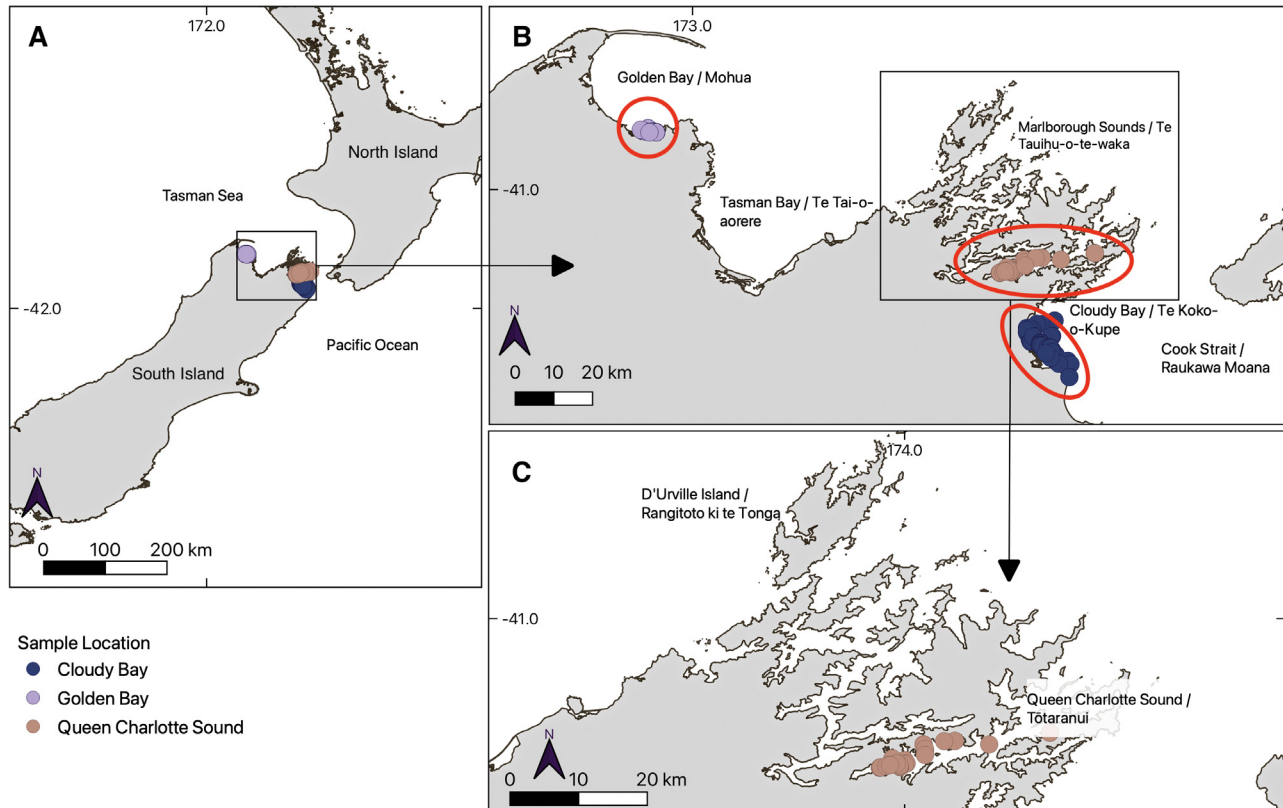 A
172.0
North Island
Tasman Sea
-42.0
Pacific Ocean
South Island
N
0 100 200 km
B
173.0
Golden Bay / Mohua
Marlborough Sounds / Te
Tauihu-o-te-waka
-41.0
Tasman Bay / Te Tai-o-
aorere
Cloudy Bay / Te Koko-
o-Kupe
Cook Strait /
Raukawa Moana
N
0 10 20 km
C
174.0
D'Urville Island /
Rangitoto ki te Tonga
-41.0
Queen Charlotte Sound /
Tōtaranui
N
0 10 20 km
Sample Location
Cloudy Bay
Golden Bay
Queen Charlotte Sound